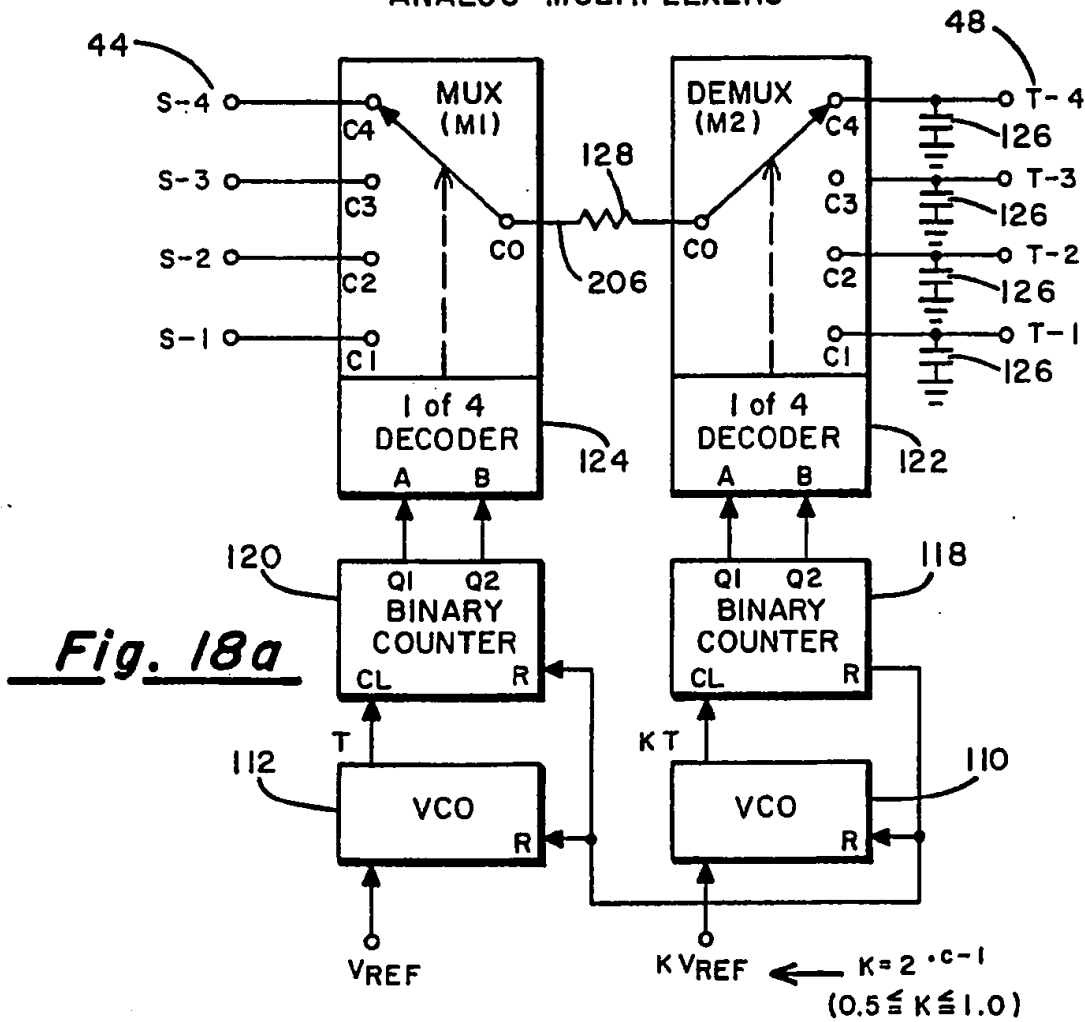 ANALOG MULTIPLEXERS
44
48
S-4
MUX
(M1)
DEMUX
(M2)
T-4
C4
C4
126
128
S-3
T-3
C3
C3
126
CO
CO
S-2
T-2
C2
206
C2
126
S-1
T-1
C1
C1
126
1 of 4
DECODER
124
1 of 4
DECODER
122
A B
A B
120
Q1 Q2
BINARY
COUNTER
CL R
118
Q1 Q2
BINARY
COUNTER
CL R
Fig. 18a
T
KT
112
VCO
R
110
VCO
R
VREF
KVREF
K=2 .c-1
(0.5≦K≦1.0)